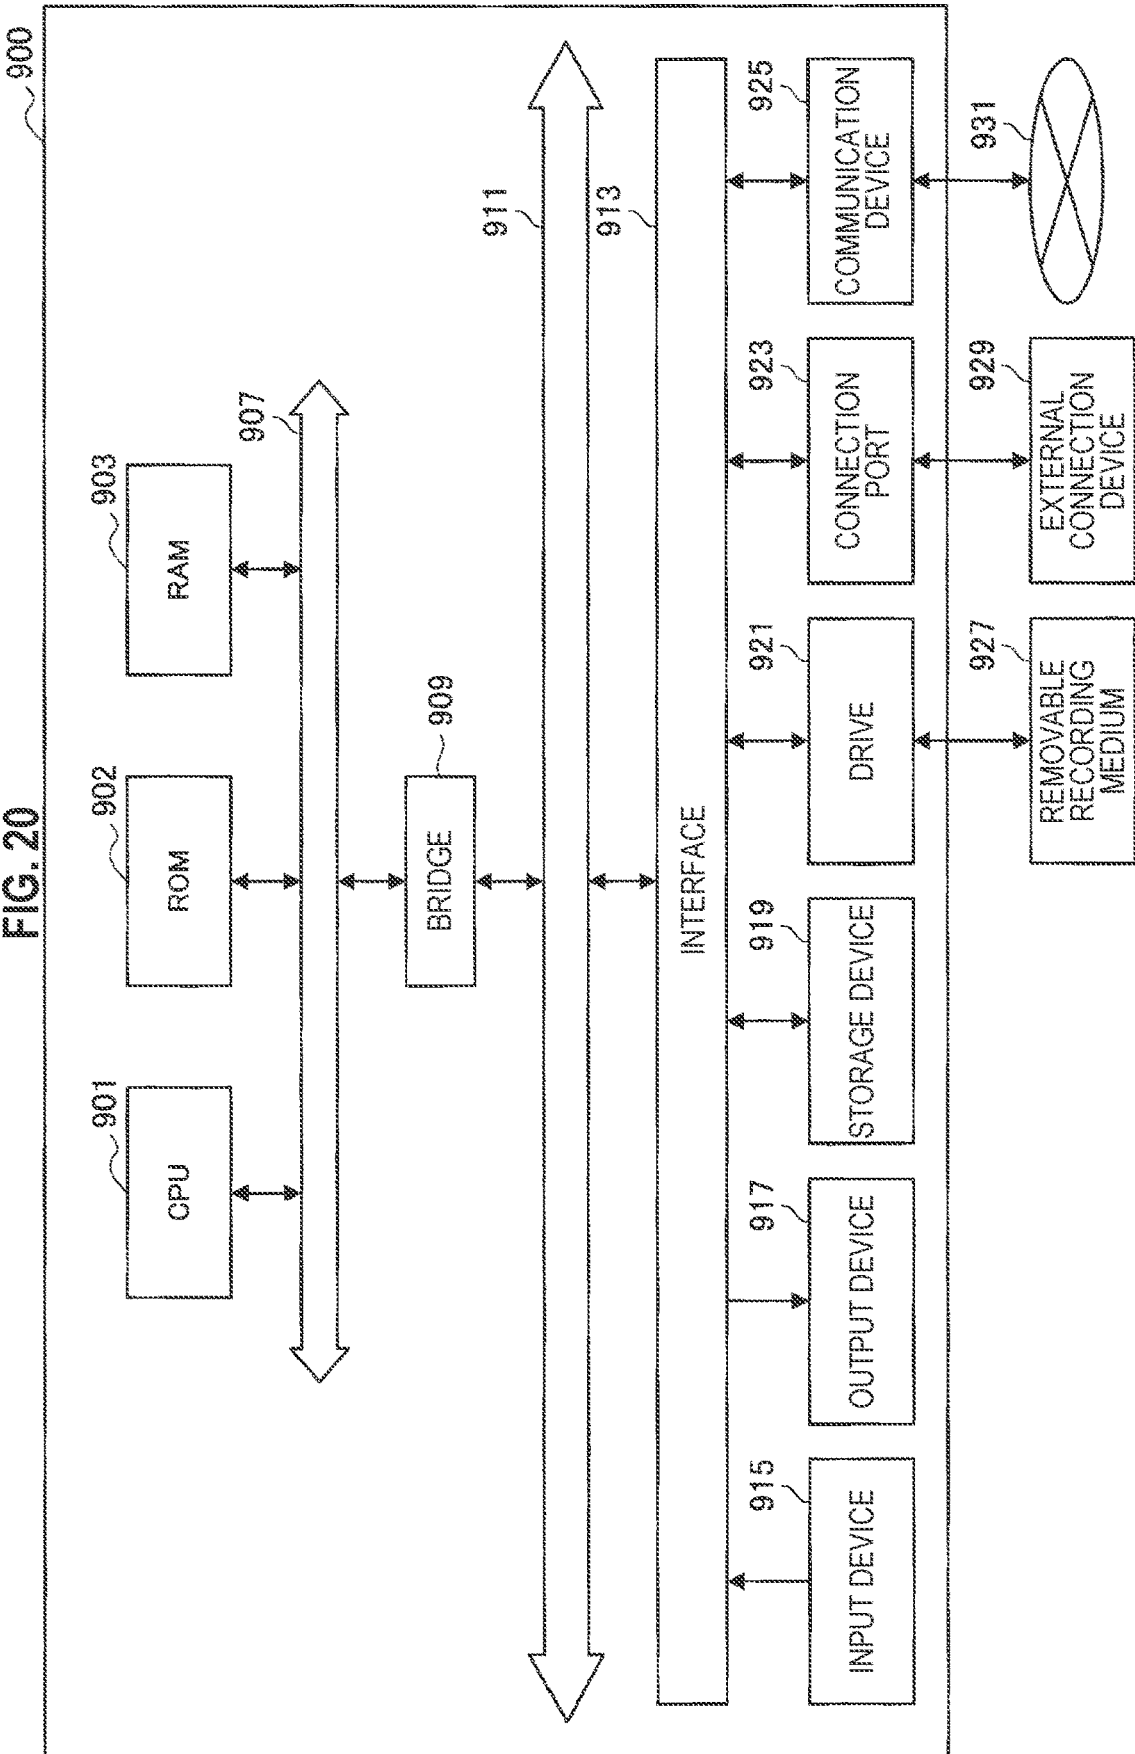 FIG. 20
900
901
CPU
902
ROM
903
RAM
907
909
BRIDGE
911
913
INTERFACE
915
INPUT DEVICE
917
OUTPUT DEVICE
919
STORAGE DEVICE
921
DRIVE
923
CONNECTION
PORT
925
COMMUNICATION
DEVICE
927
REMOVABLE
RECORDING
MEDIUM
929
EXTERNAL
CONNECTION
DEVICE
931